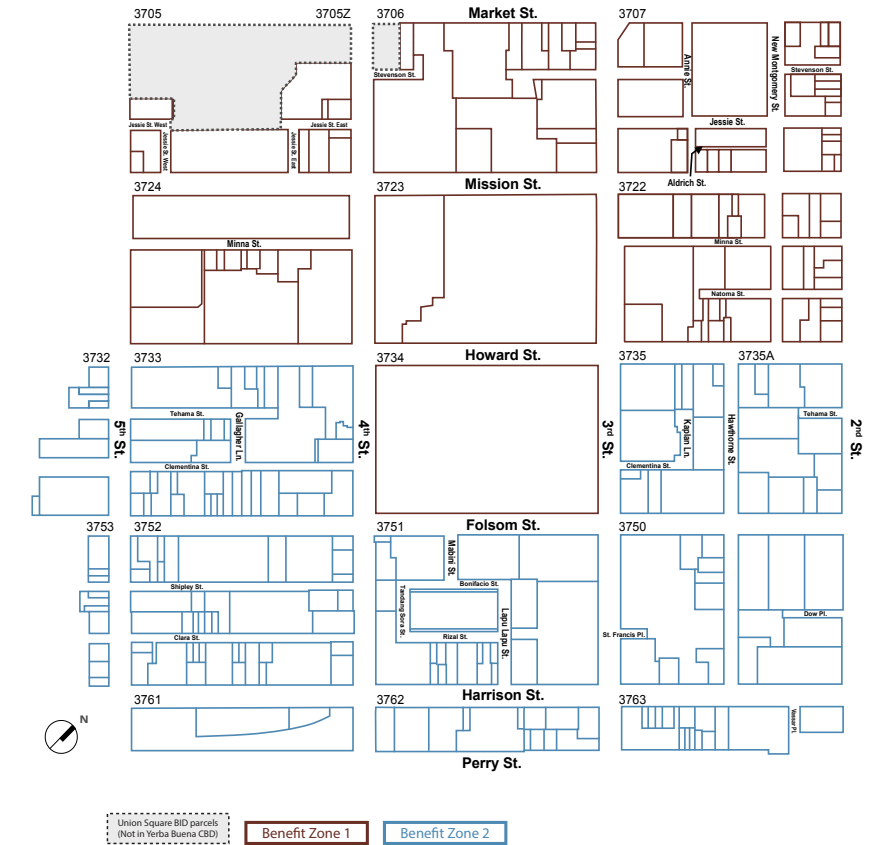 3705 3705Z 3706 Market St. 3707
Annie St.
New Montgomery St.
Stevenson St. Stevenson St.
Jessie St. West Jessie St. East Jessie St.
Jessie St. West
Jessie St. East
Aldrich St.
3724 3723 Mission St. 3722
Minna St. Minna St.
Natoma St.
3732 3733 3734 Howard St. 3735 3735A
Tehama St. Tehama St.
5th St.
Gallagher Ln.
4th St.
3rd St.
Kaplan Ln.
Hawthorne St.
2nd St.
Clementina St. Clementina St.
3753 3752 3751 Folsom St. 3750
Mabini St.
Shipley St. Bonifacio St.
Tandang Sora St.
Lapu Lapu St.
Dow Pl.
Clara St. Rizal St. St. Francis Pl.
3761 3762 Harrison St. 3763
Vassar Pl.
N
Perry St.
Union Square BID parcels
(Not in Yerba Buena CBD)
Benefit Zone 1 Benefit Zone 2